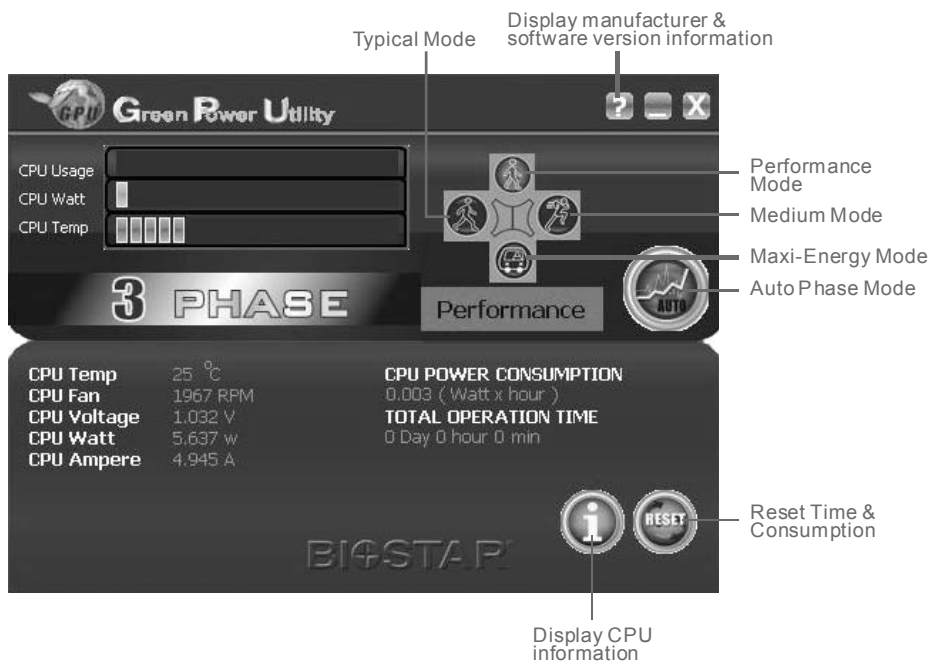 Display manufacturer &
software version information
Typical Mode
GPU
Green Power Utility
? _ X
CPU Usage
CPU Watt
CPU Temp
Performance
Mode
Medium Mode
Maxi-Energy Mode
Auto Phase Mode
3 PHASE
Performance
AUTO
CPU Temp 25 °C
CPU Fan 1967 RPM
CPU Voltage 1.032 V
CPU Watt 5.637 w
CPU Ampere 4.945 A
CPU POWER CONSUMPTION
0.003 ( Watt x hour )
TOTAL OPERATION TIME
0 Day 0 hour 0 min
i
RESET
Reset Time &
Consumption
BIOSTAR
Display CPU
information